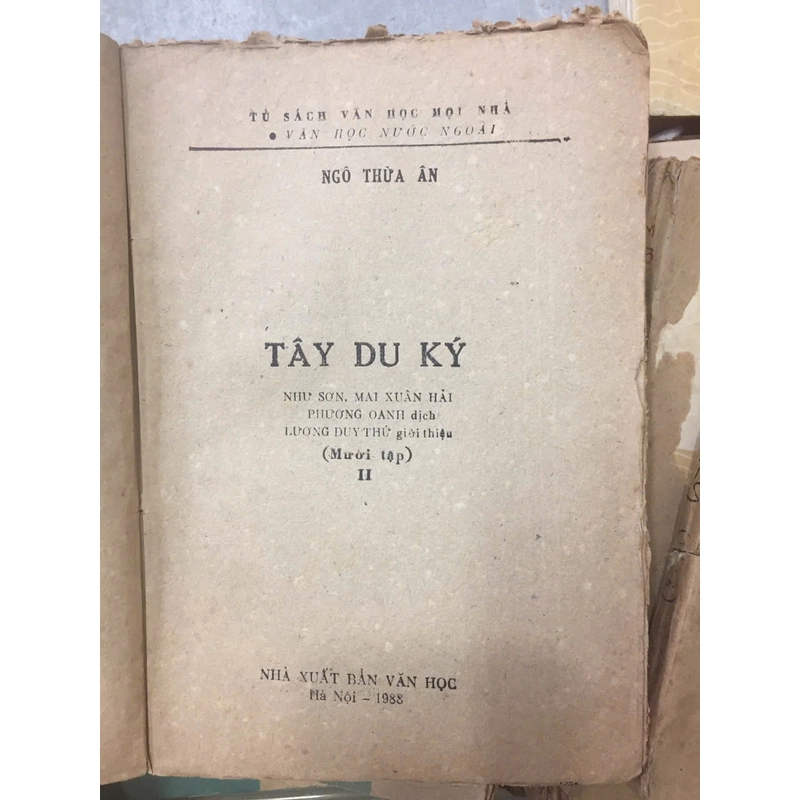 TỦ SÁCH VĂN HỌC MỌI NHÀ
● VĂN HỌC NƯỚC NGOÀI
NGÔ THỪA ÂN
TÂY DU KÝ
NHƯ SƠN, MAI XUÂN HẢI
PHƯƠNG OANH dịch
LƯƠNG DUY THỨ giới thiệu
(Mười tập)
II
NHÀ XUẤT BẢN VĂN HỌC
Hà Nội – 1988